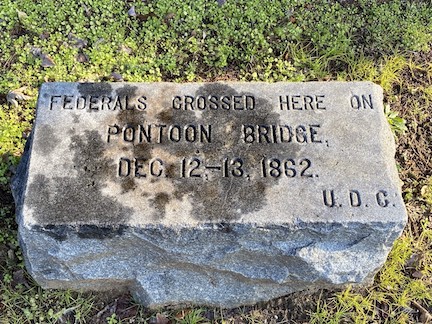 FEDERALS CROSSED HERE ON
PONTOON BRIDGE,
DEC. 12-13, 1862.
U.D.C.